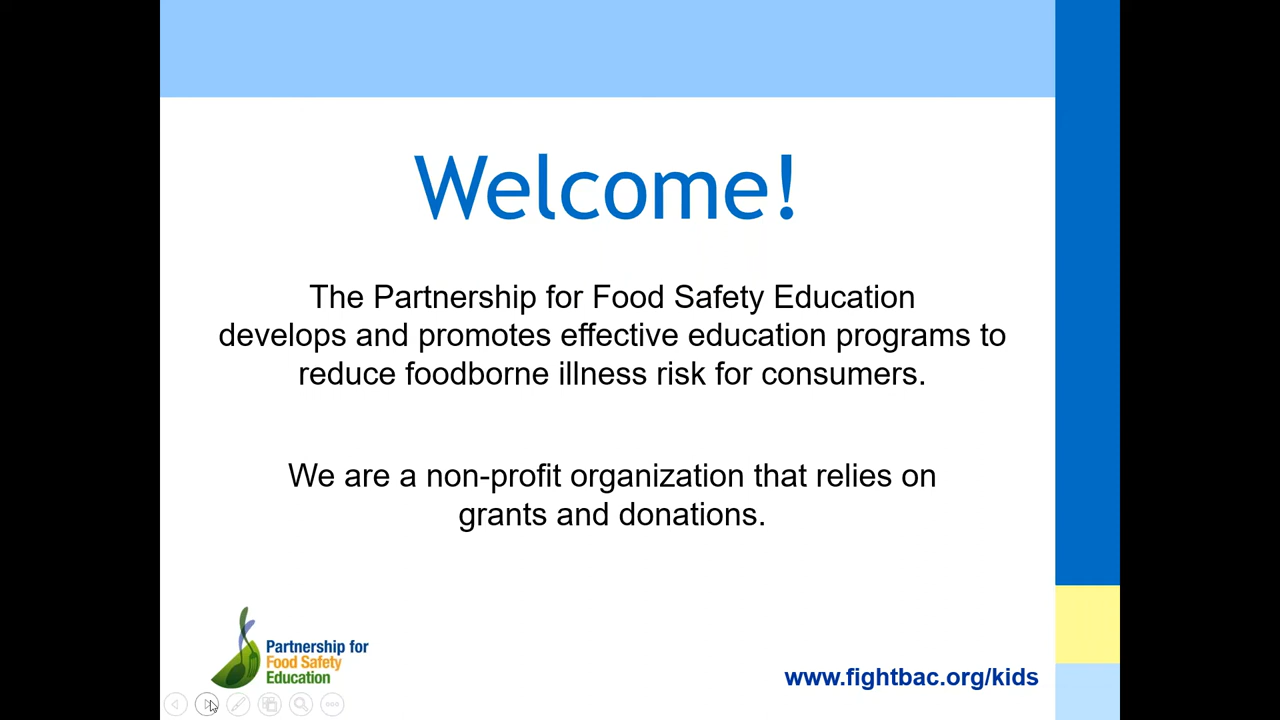 Welcome!
The Partnership for Food Safety Education
develops and promotes effective education programs to
reduce foodborne illness risk for consumers.
We are a non-profit organization that relies on
grants and donations.
Partnership for
Food Safety
Education
www.fightbac.org/kids